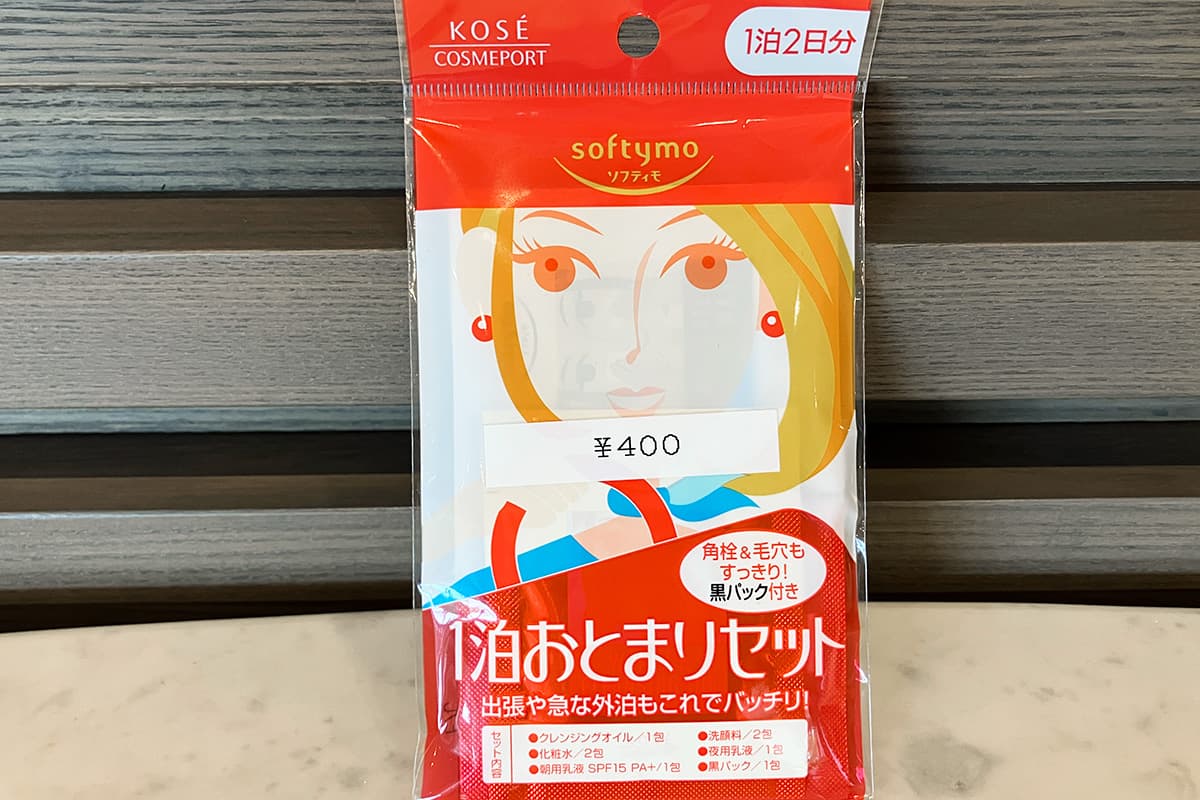 KOSÉ
COSMEPORT
1泊2日分
softymo
ソフティモ
¥400
角栓&毛穴も
すっきり!
黒パック付き
1泊おとまりセット
出張や急な外泊もこれでバッチリ!
セット内容
●クレンジングオイル/1包
●洗顔料/2包
●化粧水/2包
●夜用乳液/1包
●朝用乳液 SPF15 PA+/1包
●黒パック/1包